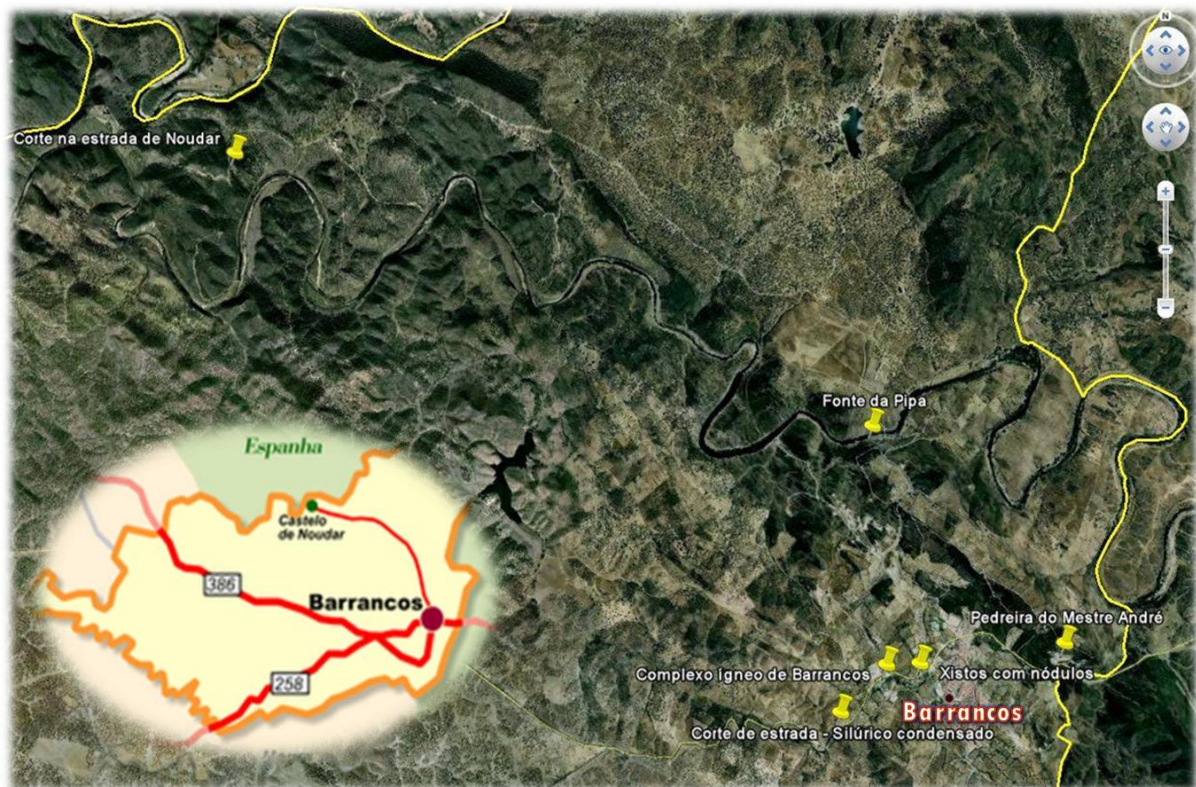 N
Corte na estrada de Noudar
Fonte da Pipa
Espanha
Castelo
de Noudar
386
Barrancos
258
Pedreira do Mestre André
Complexo ígneo de Barrancos
Xistos com nódulos
Barrancos
Corte de estrada - Silúrico condensado